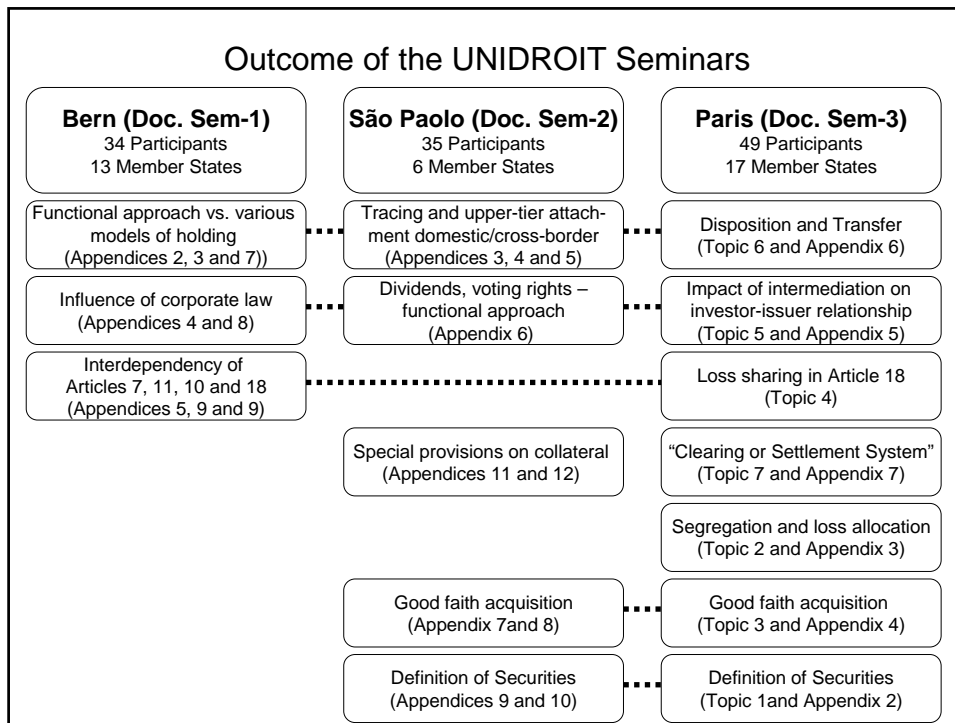 Outcome of the UNIDROIT Seminars
Bern (Doc. Sem-1)
34 Participants
13 Member States
São Paolo (Doc. Sem-2)
35 Participants
6 Member States
Paris (Doc. Sem-3)
49 Participants
17 Member States
Functional approach vs. various
models of holding
(Appendices 2, 3 and 7))
Tracing and upper-tier attach-
ment domestic/cross-border
(Appendices 3, 4 and 5)
Disposition and Transfer
(Topic 6 and Appendix 6)
Influence of corporate law
(Appendices 4 and 8)
Dividends, voting rights –
functional approach
(Appendix 6)
Impact of intermediation on
investor-issuer relationship
(Topic 5 and Appendix 5)
Interdependency of
Articles 7, 11, 10 and 18
(Appendices 5, 9 and 9)
Loss sharing in Article 18
(Topic 4)
Special provisions on collateral
(Appendices 11 and 12)
“Clearing or Settlement System”
(Topic 7 and Appendix 7)
Segregation and loss allocation
(Topic 2 and Appendix 3)
Good faith acquisition
(Appendix 7and 8)
Good faith acquisition
(Topic 3 and Appendix 4)
Definition of Securities
(Appendices 9 and 10)
Definition of Securities
(Topic 1and Appendix 2)